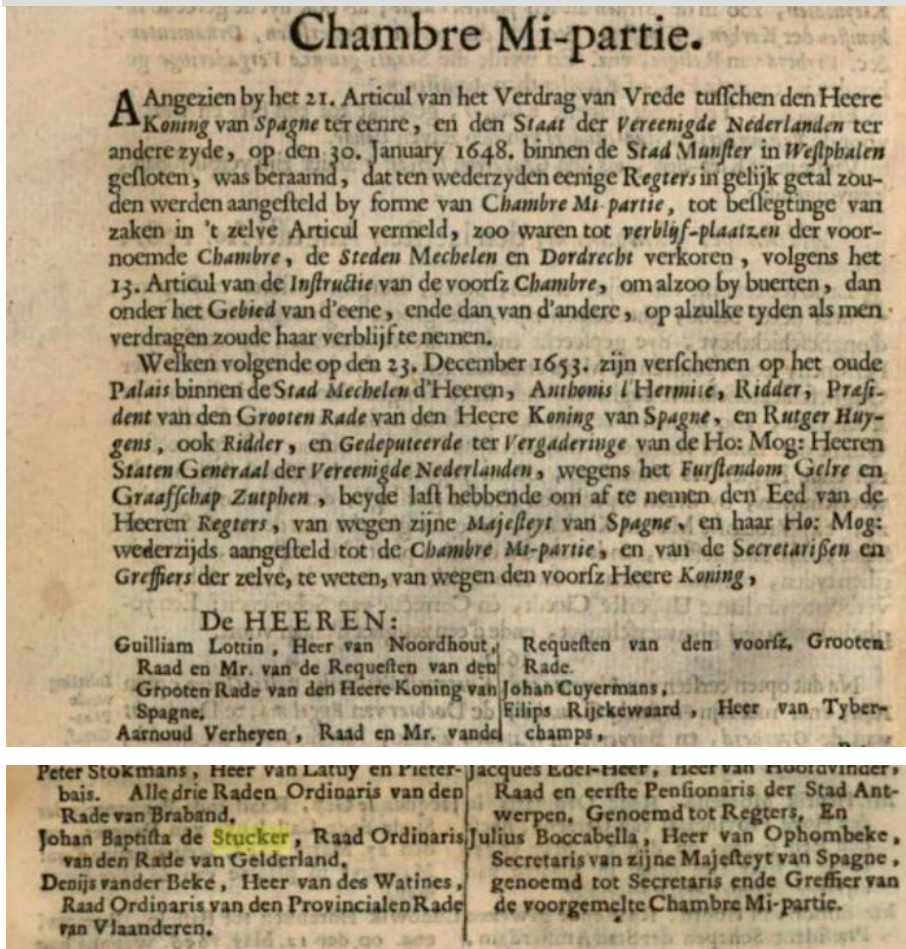 Chambre Mi-partie.
AAngezien by het 21. Articul van het Verdrag van Vrede tuſſchen den Heere
Koning van Spagne ter eenre, en den Staat der Vereenigde Nederlanden ter
andere zyde, op den 30. January 1648. binnen de Stad Munſter in Weſtphalen
geſloten, was beraamd, dat ten wederzyden eenige Regters in gelijk getal zou-
den werden aangeſteld by forme van Chambre Mi-partie, tot beſlegtinge van
zaken in 't zelve Articul vermeld, zoo waren tot verblijf-plaatzen der voor-
noemde Chambre, de Steden Mechelen en Dordrecht verkoren, volgens het
13. Articul van de Inſtructie van de voorſz Chambre, om alzoo by buerten, dan
onder het Gebied van d'eene, ende dan van d'andere, op alzulke tyden als men
verdragen zoude haar verblijf te nemen.
Welken volgende op den 23. December 1653. zijn verſchenen op het oude
Palais binnen de Stad Mechelen d'Heeren, Anthonis l'Hermite, Ridder, Præſi-
dent van den Grooten Rade van den Heere Koning van Spagne, en Rutger Huy-
gens, ook Ridder, en Gedeputeerde ter Vergaderinge van de Ho: Mog: Heeren
Staten Generaal der Vereenigde Nederlanden, wegens het Furſtendom Gelre en
Graafſchap Zutphen, beyde laſt hebbende om af te nemen den Eed van de
Heeren Regters, van wegen zijne Majeſteyt van Spagne, en haar Ho: Mog:
wederzijds aangeſteld tot de Chambre Mi-partie, en van de Secretarißen en
Greffiers der zelve, te weten, van wegen den voorſz Heere Koning,
De HEEREN:
Guilliam Lottin, Heer van Noordhout,
Raad en Mr. van de Requeſten van den
Grooten Rade van den Heere Koning van
Spagne.
Aarnoud Verheyen, Raad en Mr. vande
Requeſten van den voorſz. Grooten
Rade.
Johan Cuyermans,
Filips Rijckewaard, Heer van Tyber-
champs,
Peter Stokmans, Heer van Latuy en Pieter-
bais. Alle drie Raden Ordinaris van den
Rade van Braband.
Johan Baptiſta de Stucker, Raad Ordinaris
van den Rade van Gelderland.
Denijs vander Beke, Heer van des Watines,
Raad Ordinaris van den Provincialen Rade
van Vlaanderen.
Jacques Edel-Heer, Heer van Hoordvinder,
Raad en eerſte Penſionaris der Stad Ant-
werpen. Genoemd tot Regters, En
Julius Boccabella, Heer van Ophombeke,
Secretaris van zijne Majeſteyt van Spagne,
genoemd tot Secretaris ende Greffier van
de voorgemelte Chambre Mi-partie.